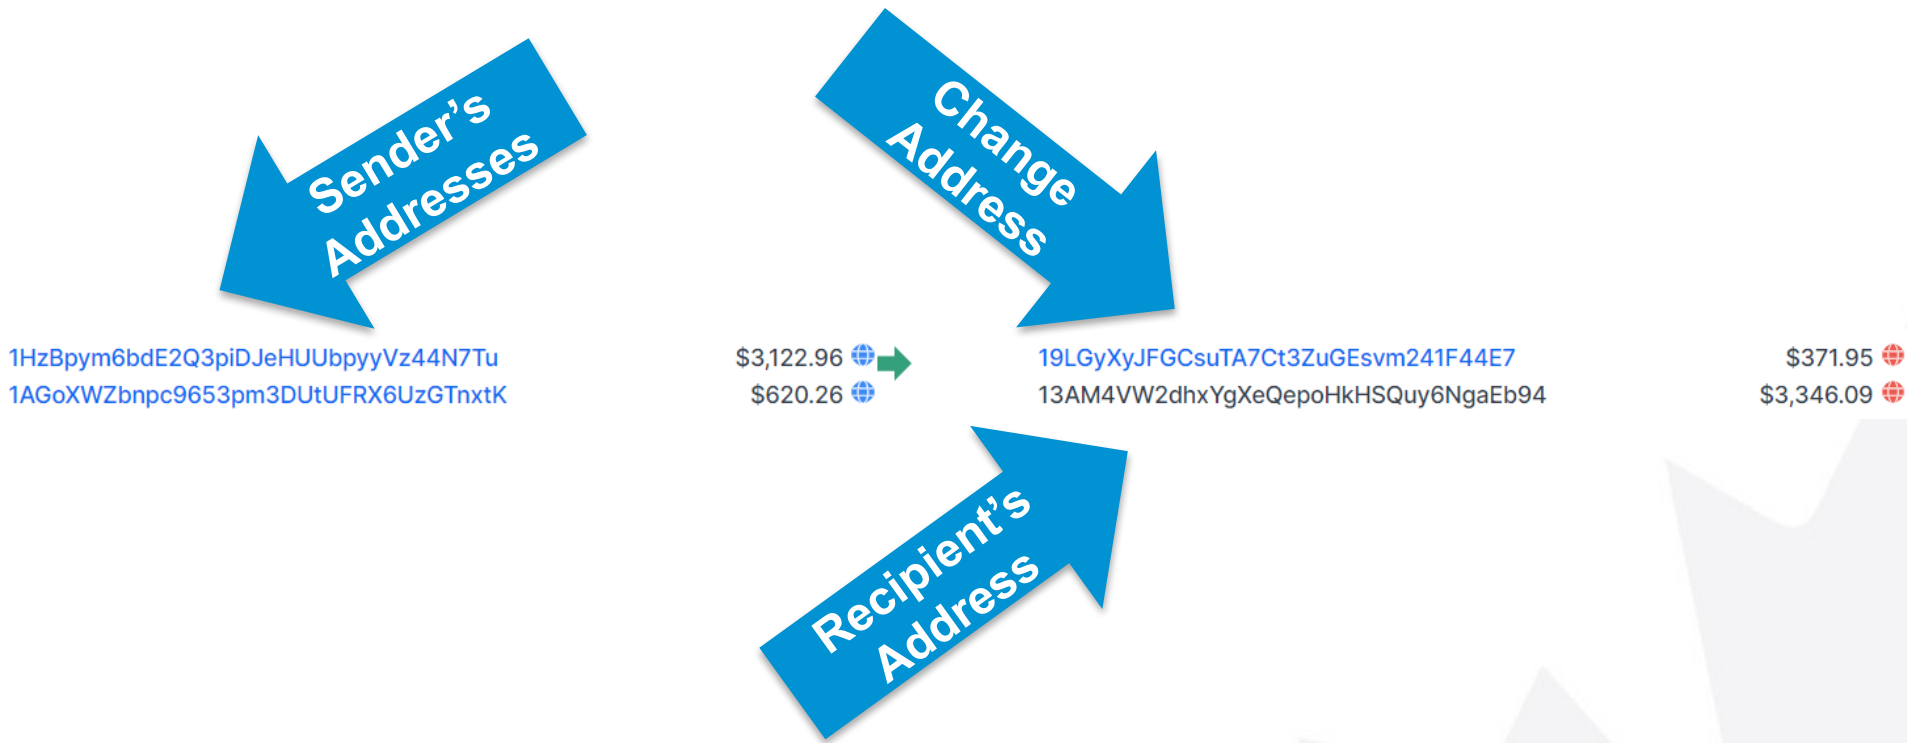 Sender’s
Addresses
Change
Address
1HzBpym6bdE2Q3piDJeHUUbpyyVz44N7Tu $3,122.96 19LGyXyJFGCsuTA7Ct3ZuGEsvm241F44E7 $371.95
1AGoXWZbnpc9653pm3DUtUFRX6UzGTnxtK $620.26 13AM4VW2dhxYgXeQepoHkHSQuy6NgaEb94 $3,346.09
Recipient’s
Address